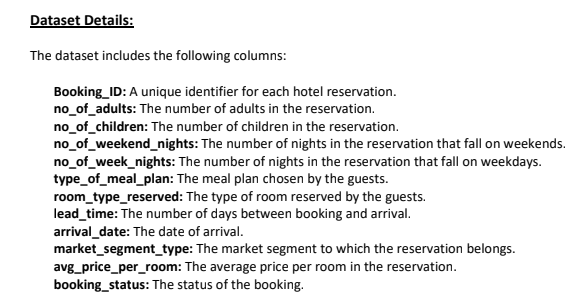 Dataset Details:
The dataset includes the following columns:
Booking_ID: A unique identifier for each hotel reservation.
no_of_adults: The number of adults in the reservation.
no_of_children: The number of children in the reservation.
no_of_weekend_nights: The number of nights in the reservation that fall on weekends.
no_of_week_nights: The number of nights in the reservation that fall on weekdays.
type_of_meal_plan: The meal plan chosen by the guests.
room_type_reserved: The type of room reserved by the guests.
lead_time: The number of days between booking and arrival.
arrival_date: The date of arrival.
market_segment_type: The market segment to which the reservation belongs.
avg_price_per_room: The average price per room in the reservation.
booking_status: The status of the booking.